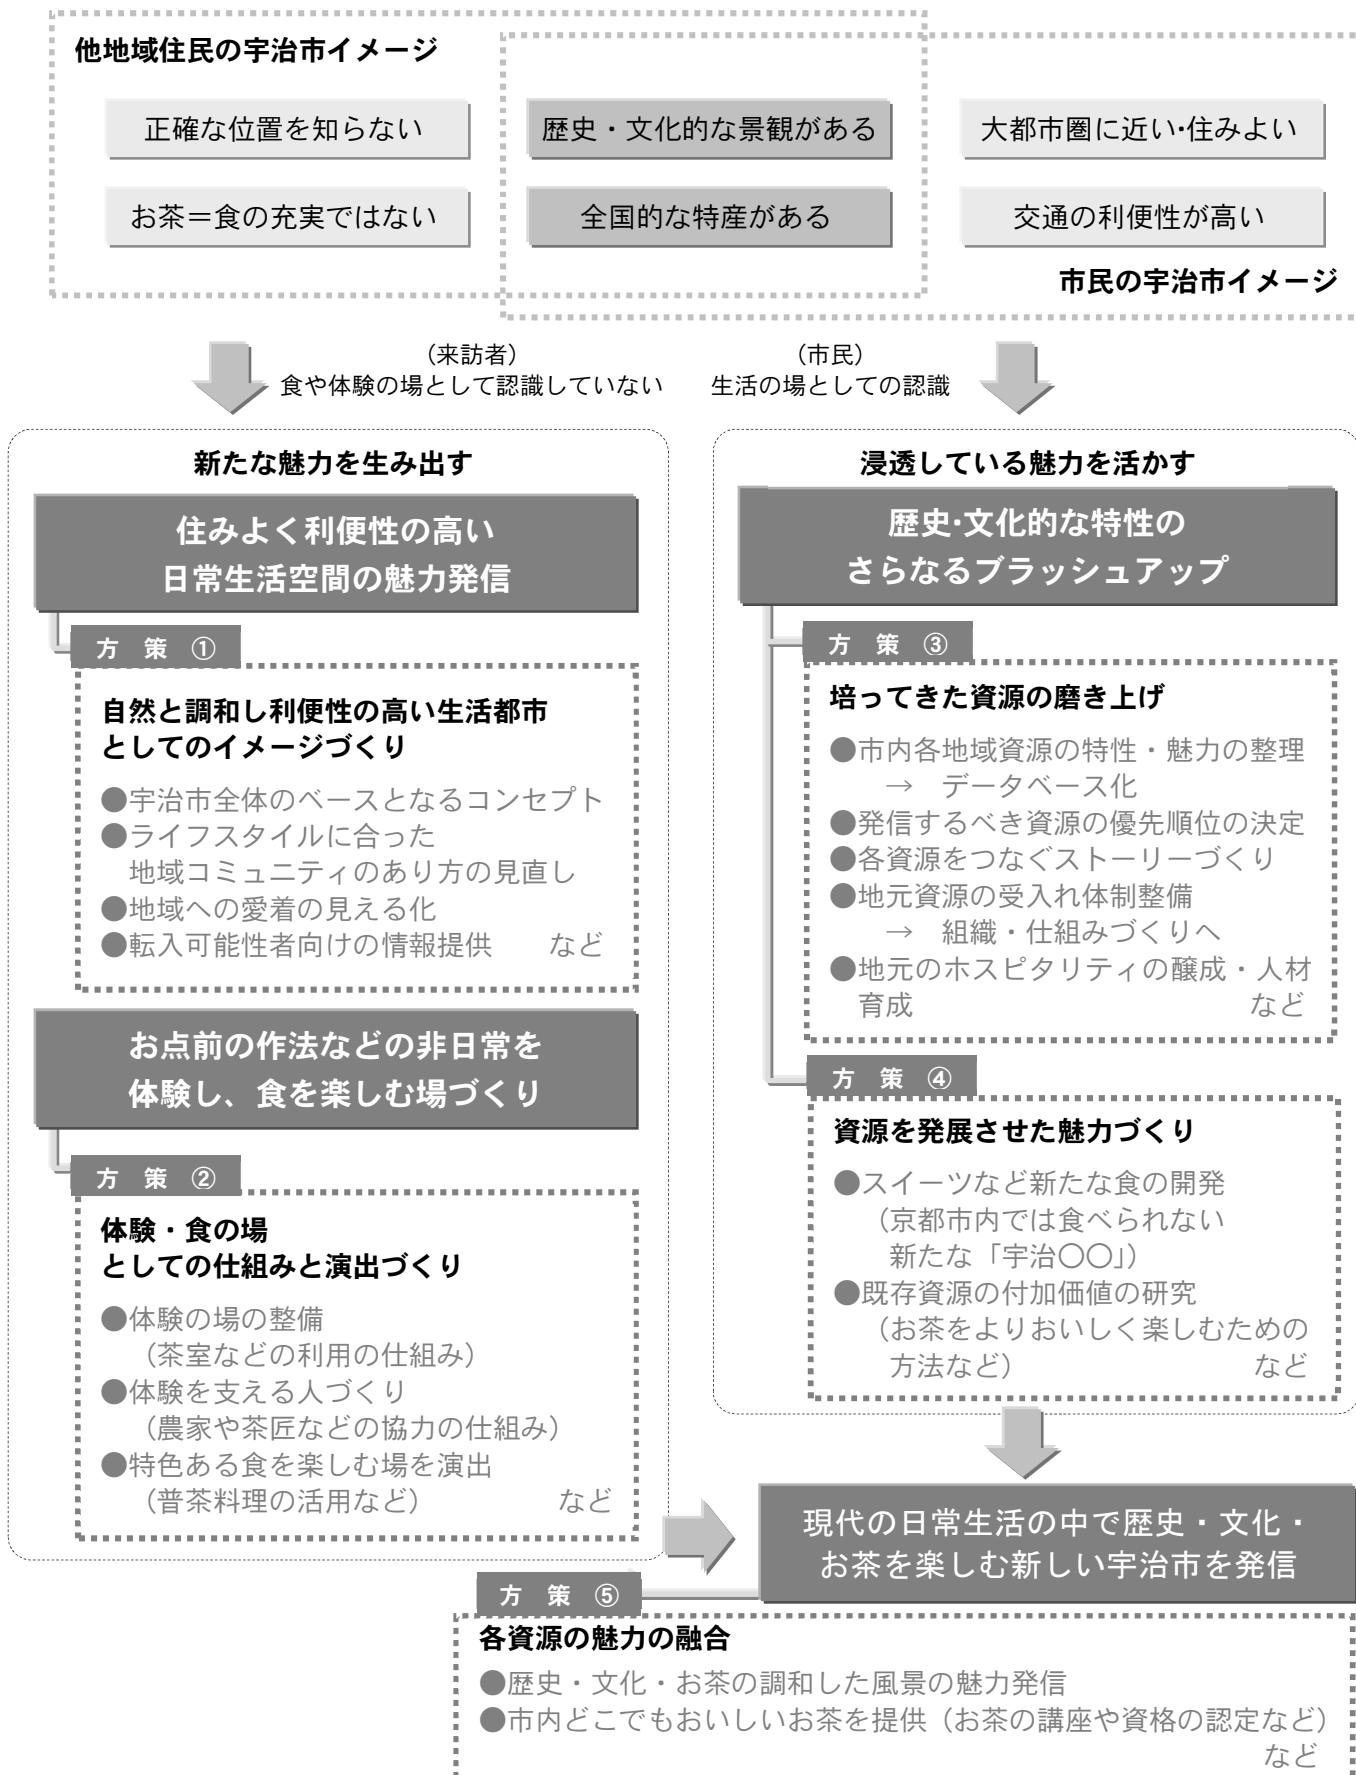 他地域住民の宇治市イメージ
正確な位置を知らない
歴史・文化的な景観がある
大都市圏に近い・住みよい
お茶＝食の充実ではない
全国的な特産がある
交通の利便性が高い
市民の宇治市イメージ
（来訪者）
食や体験の場として認識していない
（市民）
生活の場としての認識
新たな魅力を生み出す
住みよく利便性の高い
日常生活空間の魅力発信
方　策　①
自然と調和し利便性の高い生活都市
としてのイメージづくり
●宇治市全体のベースとなるコンセプト
●ライフスタイルに合った
地域コミュニティのあり方の見直し
●地域への愛着の見える化
●転入可能性者向けの情報提供　　など
お点前の作法などの非日常を
体験し、食を楽しむ場づくり
方　策　②
体験・食の場
としての仕組みと演出づくり
●体験の場の整備
（茶室などの利用の仕組み）
●体験を支える人づくり
（農家や茶匠などの協力の仕組み）
●特色ある食を楽しむ場を演出
（普茶料理の活用など）　　　　　など
浸透している魅力を活かす
歴史・文化的な特性の
さらなるブラッシュアップ
方　策　③
培ってきた資源の磨き上げ
●市内各地域資源の特性・魅力の整理
→　データベース化
●発信するべき資源の優先順位の決定
●各資源をつなぐストーリーづくり
●地元資源の受入れ体制整備
→　組織・仕組みづくりへ
●地元のホスピタリティの醸成・人材
育成　　　　　　　　　　　　など
方　策　④
資源を発展させた魅力づくり
●スイーツなど新たな食の開発
（京都市内では食べられない
新たな「宇治〇〇」）
●既存資源の付加価値の研究
（お茶をよりおいしく楽しむための
方法など）　　　　　　　　　など
現代の日常生活の中で歴史・文化・
お茶を楽しむ新しい宇治市を発信
方　策　⑤
各資源の魅力の融合
●歴史・文化・お茶の調和した風景の魅力発信
●市内どこでもおいしいお茶を提供（お茶の講座や資格の認定など）
など